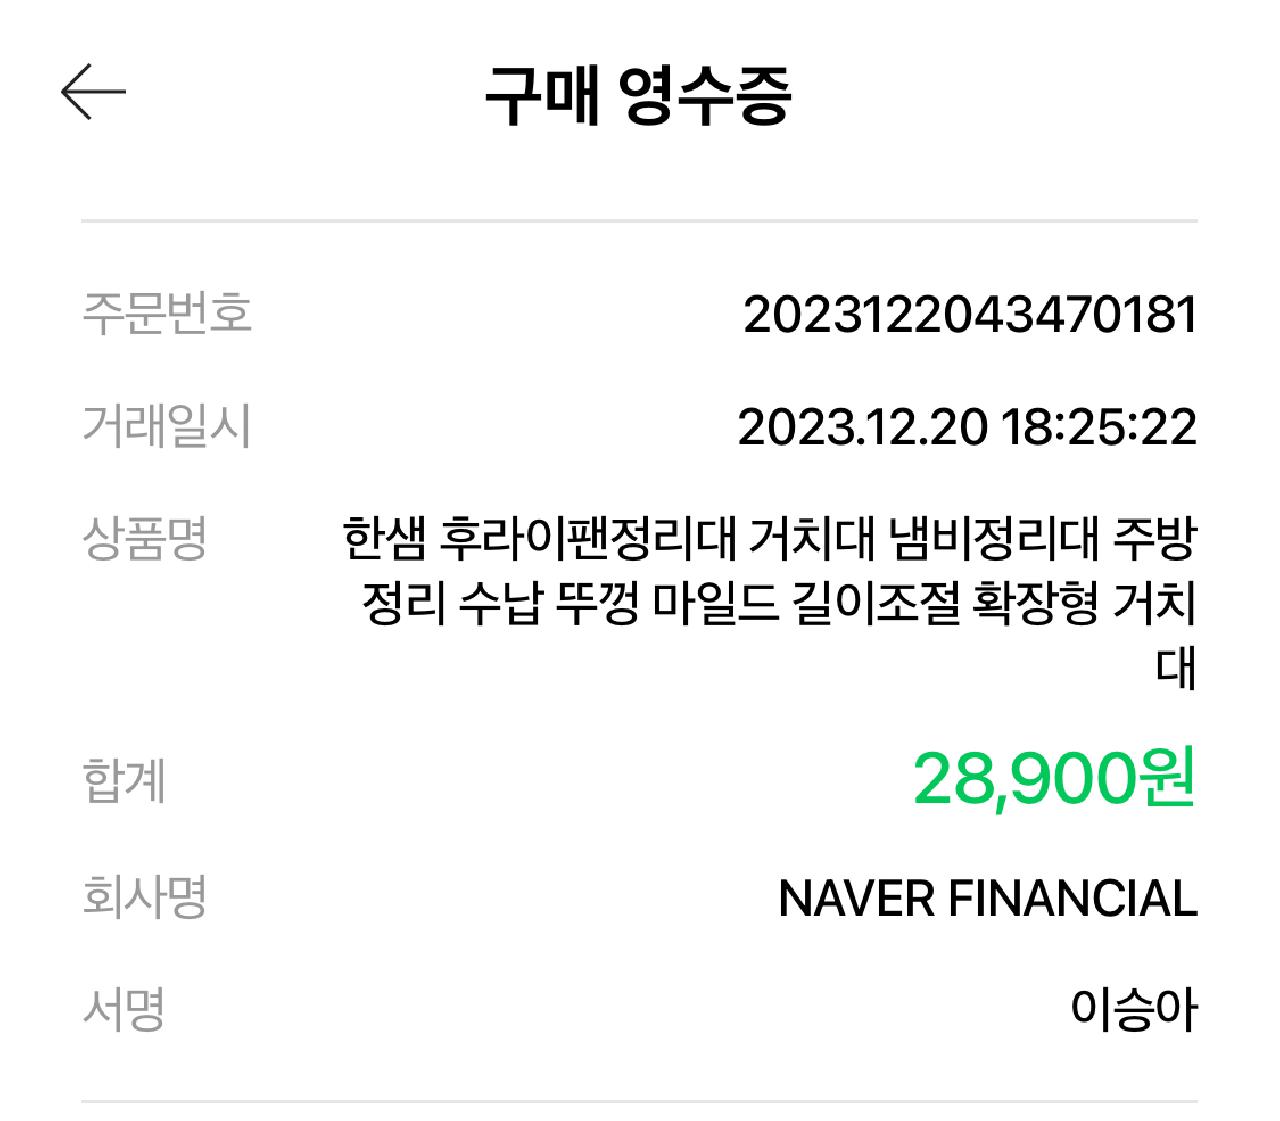 구매 영수증
주문번호 2023122043470181
거래일시 2023.12.20 18:25:22
상품명 한샘 후라이팬정리대 거치대 냄비정리대 주방
정리 수납 뚜껑 마일드 길이조절 확장형 거치
대
합계 28,900원
회사명 NAVER FINANCIAL
서명 이승아